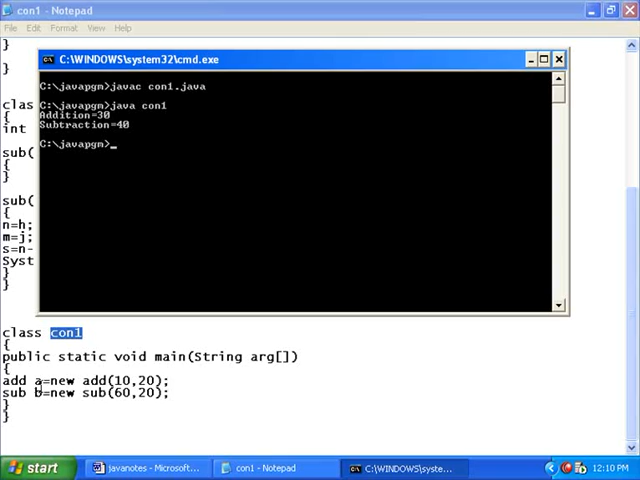 con1 - Notepad
File Edit Format View Help
}
}
C:\WINDOWS\system32\cmd.exe
C:\javapgm>javac con1.java
C:\javapgm>java con1
Addition=30
Subtraction=40
C:\javapgm>_
clas
{
int
sub(
{
}
sub(
{
n=h;
m=j;
s=n-
Syst
}
}
class con1
{
public static void main(String arg[])
{
add a=new add(10,20);
sub b=new sub(60,20);
}
}
start
javanotes - Microsoft...
con1 - Notepad
C:\WINDOWS\syste...
12:10 PM